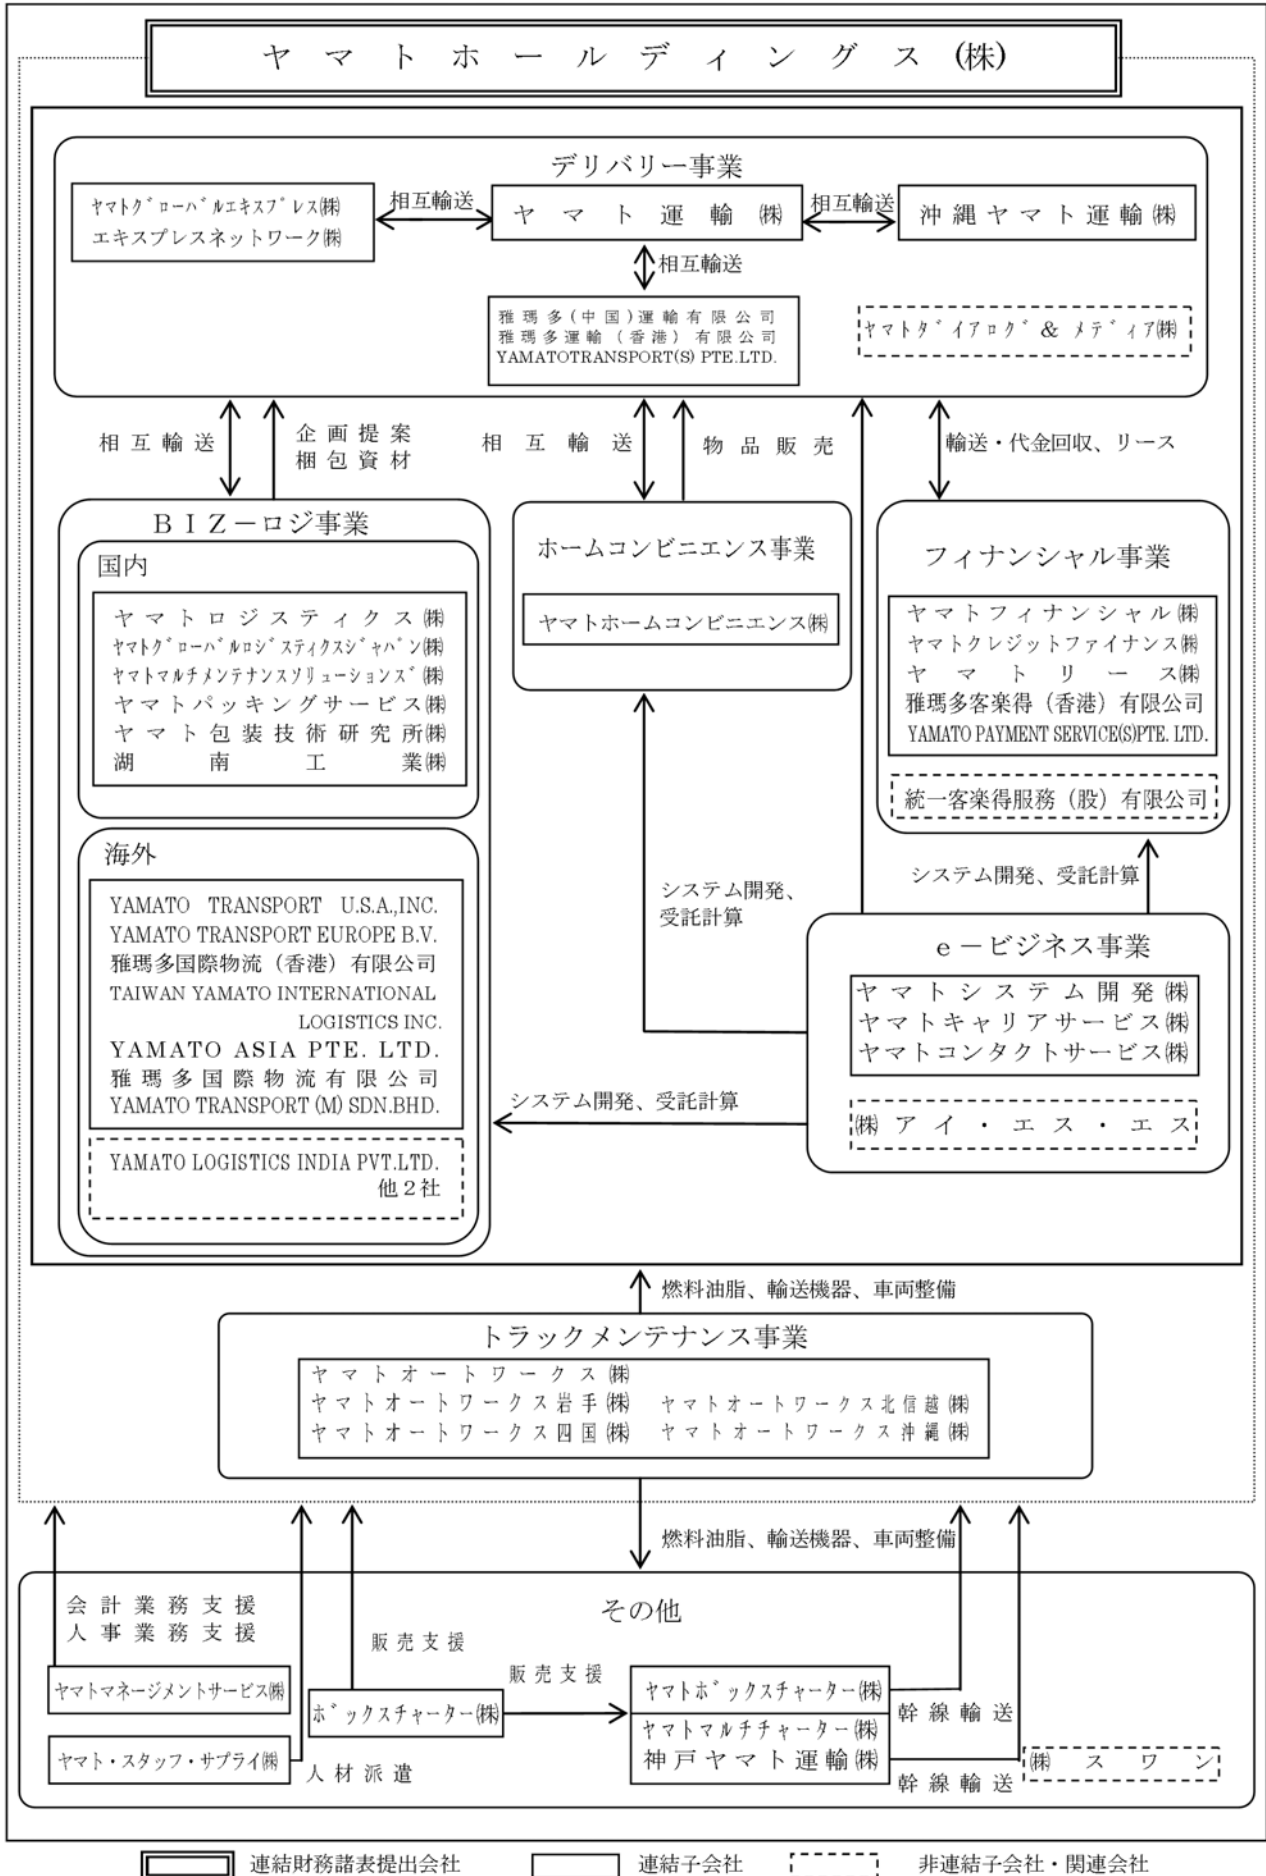 ヤマトホールディングス(株)
デリバリー事業
ヤマトグローバルエキスプレス㈱
エキスプレスネットワーク㈱
相互輸送
ヤマト運輸㈱
相互輸送
沖縄ヤマト運輸㈱
相互輸送
雅瑪多(中国)運輸有限公司
雅瑪多運輸（香港）有限公司
YAMATOTRANSPORT(S) PTE.LTD.
ヤマトダイアログ & メディア㈱
相互輸送
企画提案
梱包資材
相互輸送
物品販売
輸送・代金回収、リース
ＢＩＺ－ロジ事業
国内
ヤマトロジスティクス㈱
ヤマトグローバルロジスティクスジャパン㈱
ヤマトマルチメンテナンスソリューションズ㈱
ヤマトパッキングサービス㈱
ヤマト包装技術研究所㈱
湖南工業㈱
海外
YAMATO TRANSPORT U.S.A.,INC.
YAMATO TRANSPORT EUROPE B.V.
雅瑪多国際物流（香港）有限公司
TAIWAN YAMATO INTERNATIONAL
LOGISTICS INC.
YAMATO ASIA PTE. LTD.
雅瑪多国際物流有限公司
YAMATO TRANSPORT (M) SDN.BHD.
YAMATO LOGISTICS INDIA PVT.LTD.
他２社
ホームコンビニエンス事業
ヤマトホームコンビニエンス㈱
フィナンシャル事業
ヤマトフィナンシャル㈱
ヤマトクレジットファイナンス㈱
ヤマトリース㈱
雅瑪多客楽得（香港）有限公司
YAMATO PAYMENT SERVICE(S)PTE. LTD.
統一客楽得服務（股）有限公司
システム開発、
受託計算
システム開発、受託計算
ｅ－ビジネス事業
ヤマトシステム開発㈱
ヤマトキャリアサービス㈱
ヤマトコンタクトサービス㈱
㈱アイ・エス・エス
システム開発、受託計算
燃料油脂、輸送機器、車両整備
トラックメンテナンス事業
ヤマトオートワークス㈱
ヤマトオートワークス岩手㈱　ヤマトオートワークス北信越㈱
ヤマトオートワークス四国㈱　ヤマトオートワークス沖縄㈱
燃料油脂、輸送機器、車両整備
その他
会計業務支援
人事業務支援
ヤマトマネージメントサービス㈱
ヤマト・スタッフ・サプライ㈱
人材派遣
販売支援
ボックスチャーター㈱
販売支援
ヤマトボックスチャーター㈱
ヤマトマルチチャーター㈱
神戸ヤマト運輸㈱
幹線輸送
幹線輸送
㈱スワン
連結財務諸表提出会社
連結子会社
非連結子会社・関連会社